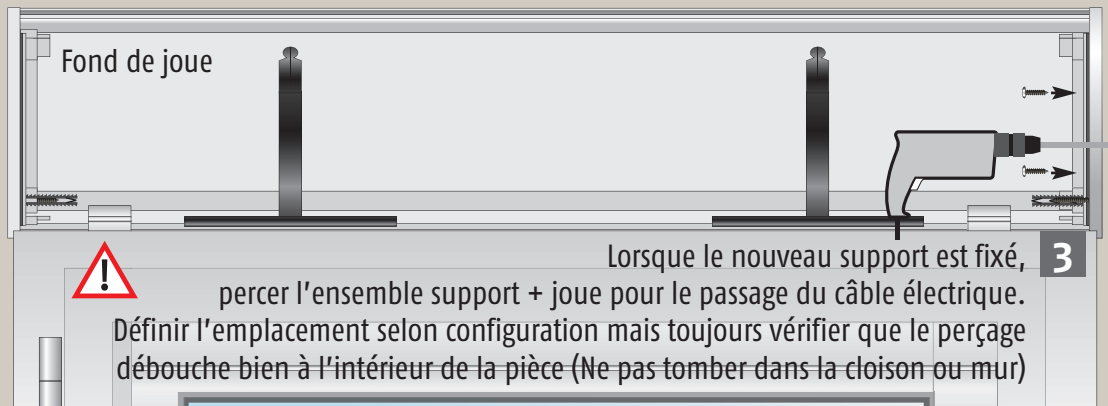 Fond de joue
Lorsque le nouveau support est fixé, 3
percer l'ensemble support + joue pour le passage du câble électrique.
Définir l'emplacement selon configuration mais toujours vérifier que le perçage
débouche bien à l'intérieur de la pièce (Ne pas tomber dans la cloison ou mur)
!